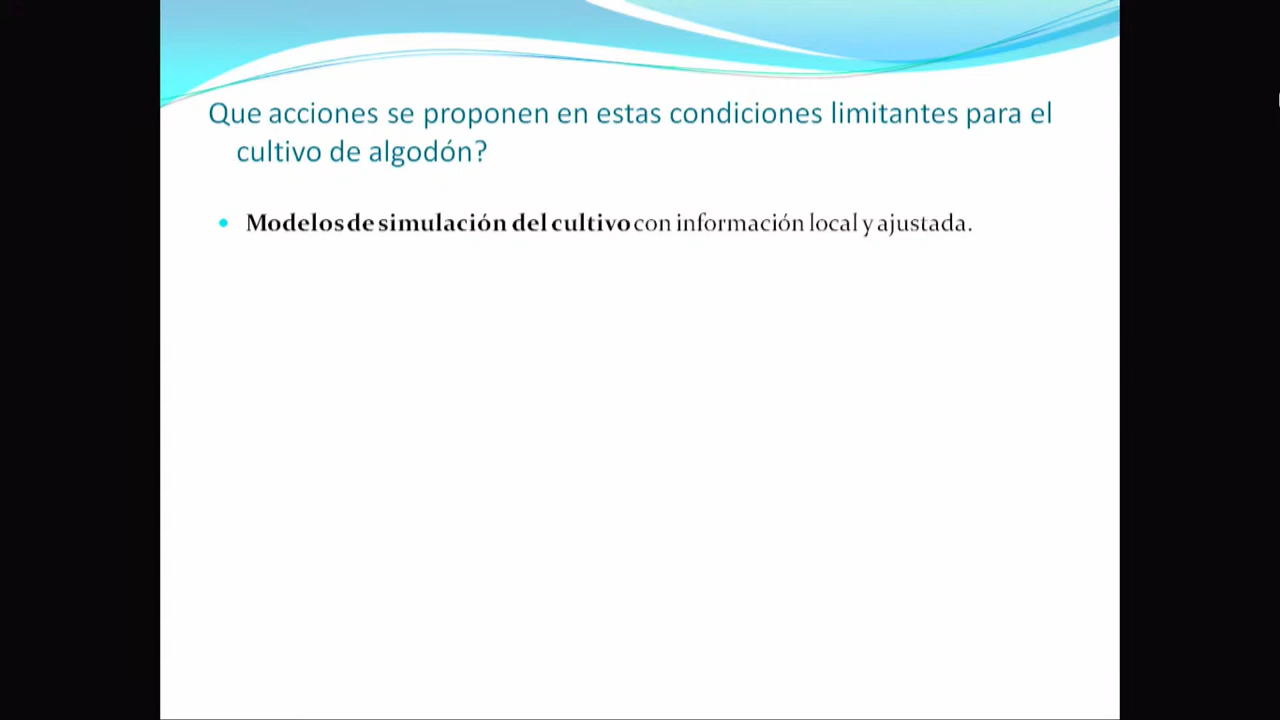 Que acciones se proponen en estas condiciones limitantes para el
cultivo de algodón?
• Modelos de simulación del cultivo con información local y ajustada.